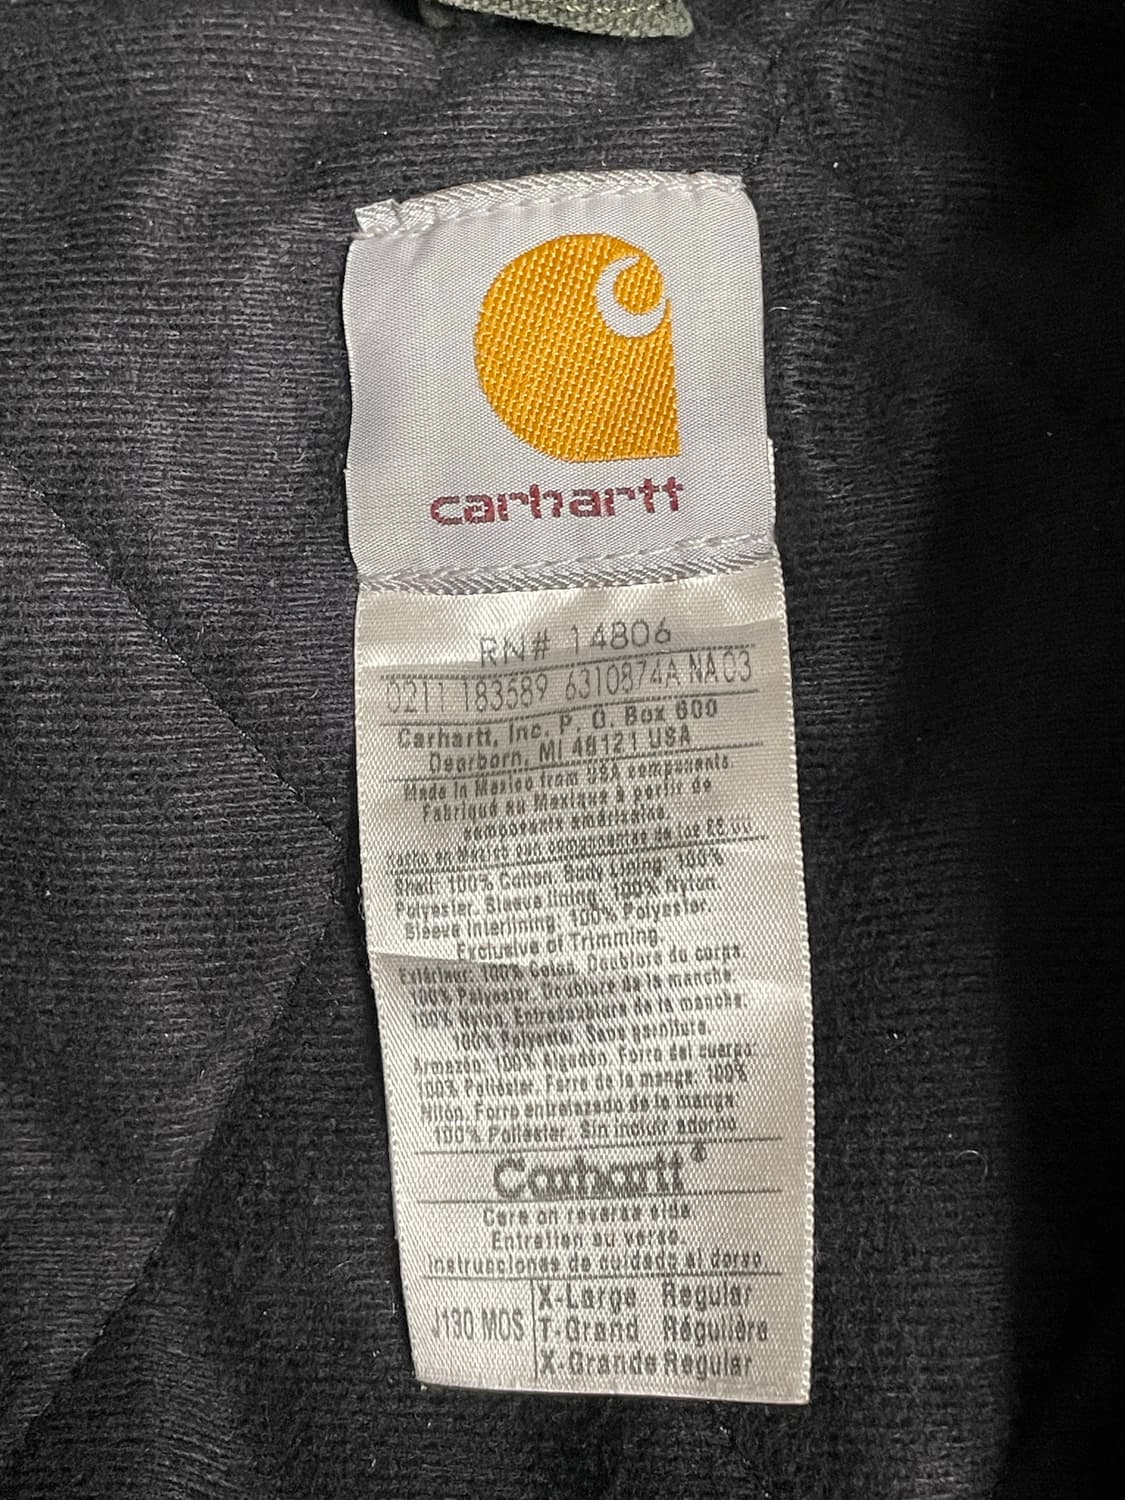 carhartt
RN# 14806
0211 183589 6310874A NA03
Carhartt, Inc. P. O. Box 600
Dearborn, MI 48121 USA
Made in Mexico from USA components
Fabriqué au Mexique à partir de
composants américains.
Hecho en Mexico con componentes de los EE.UU.
Shell: 100% Cotton. Body Lining: 100%
Polyester. Sleeve lining: 100% Nylon.
Sleeve Interlining: 100% Polyester.
Exclusive of Trimming
Extérieur: 100% Coton. Doublure du corps:
100% Polyester. Doublure de la manche:
100% Nylon. Entredoublure de la manche:
100% Polyester. Sans garniture.
Armazón: 100% Algodón. Forro del cuerpo:
100% Poliéster. Forro de la manga: 100%
Nilón. Forro entrelazado de la manga
100% Poliéster. Sin incluir adorno
Carhartt®
Care on reverse side
Entretien au verso.
Instrucciones de cuidado al dorso
J130 MOS X-Large Regular
T-Grand Régulière
X-Grande Regular